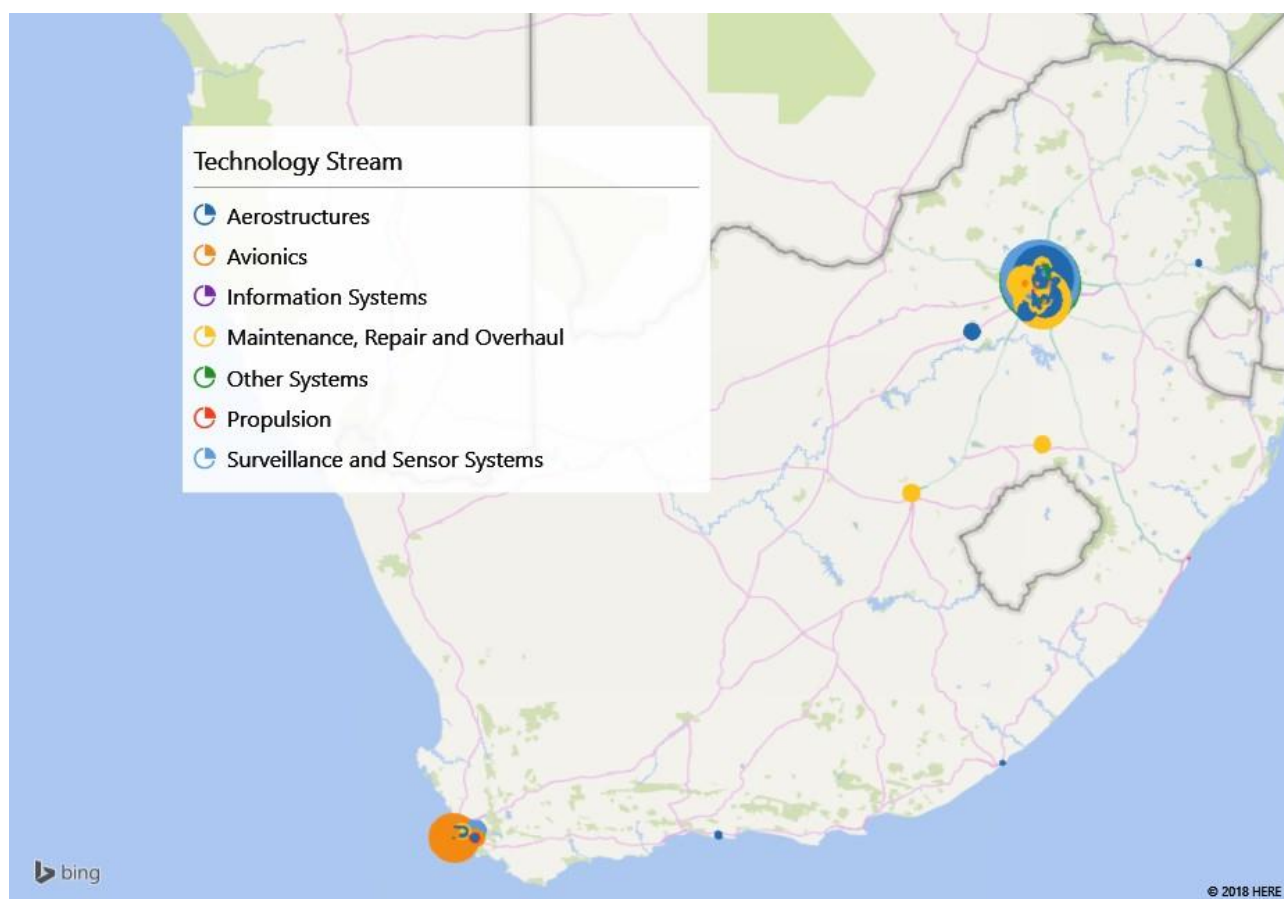 Technology Stream
Aerostructures
Avionics
Information Systems
Maintenance, Repair and Overhaul
Other Systems
Propulsion
Surveillance and Sensor Systems
bing
© 2018 HERE